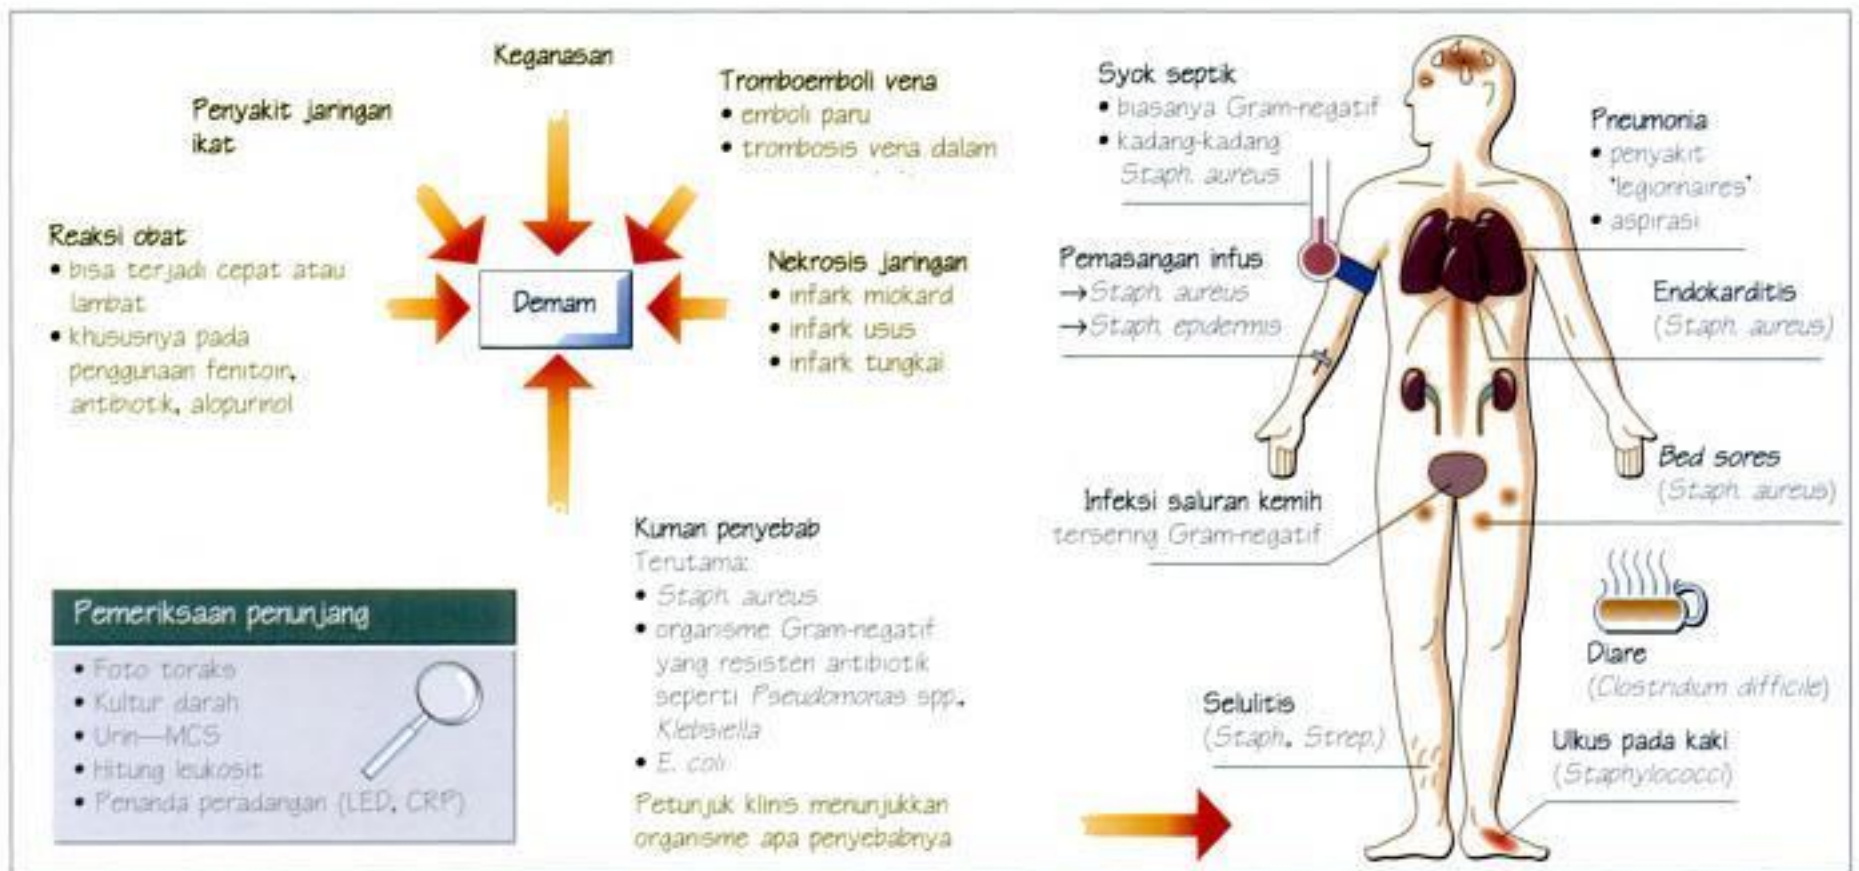 Keganasan
Penyakit jaringan
ikat
Tromboemboli vena
• emboli paru
• trombosis vena dalam
Reaksi obat
• bisa terjadi cepat atau
lambat
• khususnya pada
penggunaan fenitoin,
antibiotik, alopurinol
Demam
Nekrosis jaringan
• infark miokard
• infark usus
• infark tungkai
Kuman penyebab
Terutama:
• Staph. aureus
• organisme Gram-negatif
yang resisten antibiotik
seperti Pseudomonas spp.,
Klebsiella
• E. coli
Petunjuk klinis menunjukkan
organisme apa penyebabnya
Pemeriksaan penunjang
• Foto toraks
• Kultur darah
• Urin—MCS
• Hitung leukosit
• Penanda peradangan (LED, CRP)
Syok septik
• biasanya Gram-negatif
• kadang-kadang
Staph. aureus
Pemasangan infus
→ Staph. aureus
→ Staph. epidermis
Infeksi saluran kemih
tersering Gram-negatif
Selulitis
(Staph., Strep.)
Pneumonia
• penyakit
'legionnaires'
• aspirasi
Endokarditis
(Staph. aureus)
Bed sores
(Staph. aureus)
Diare
(Clostridium difficile)
Ulkus pada kaki
(Staphylococci)